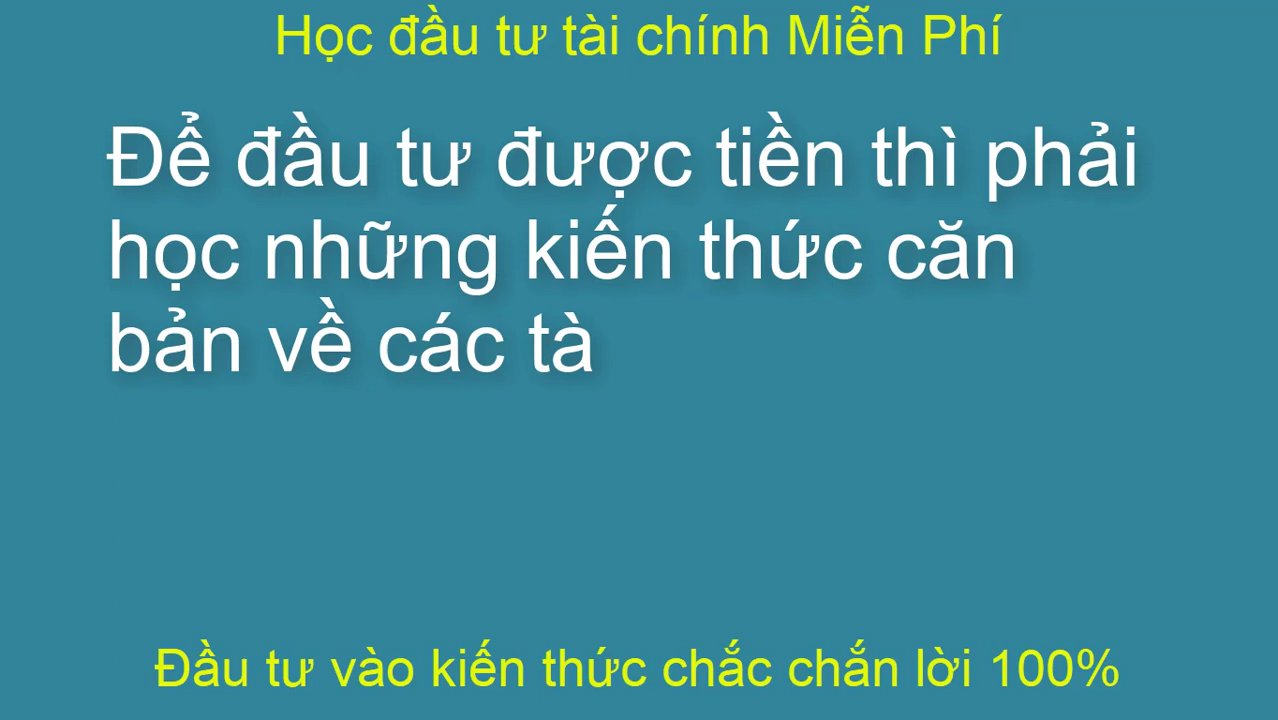 Học đầu tư tài chính Miễn Phí
Để đầu tư được tiền thì phải
học những kiến thức căn
bản về các tà
Đầu tư vào kiến thức chắc chắn lời 100%